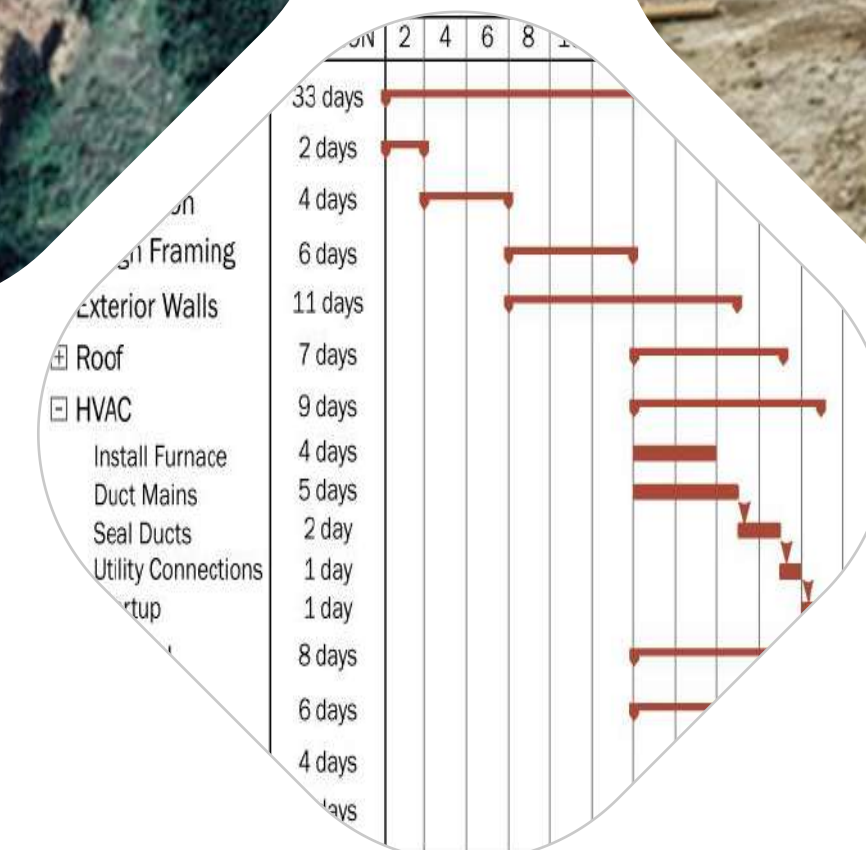 2 4 6 8
33 days
2 days
4 days
Framing 6 days
Exterior Walls 11 days
+ Roof 7 days
- HVAC 9 days
Install Furnace 4 days
Duct Mains 5 days
Seal Ducts 2 day
Utility Connections 1 day
1 day
8 days
6 days
4 days